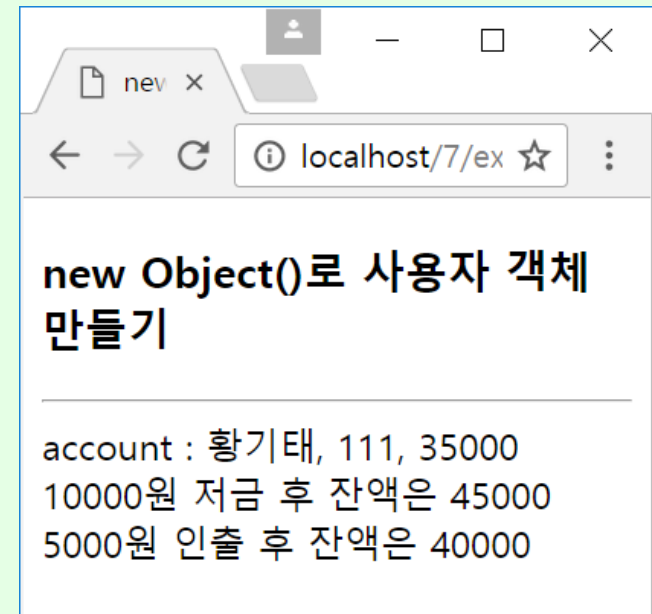 new
localhost/7/ex
new Object()로 사용자 객체
만들기
account : 황기태, 111, 35000
10000원 저금 후 잔액은 45000
5000원 인출 후 잔액은 40000